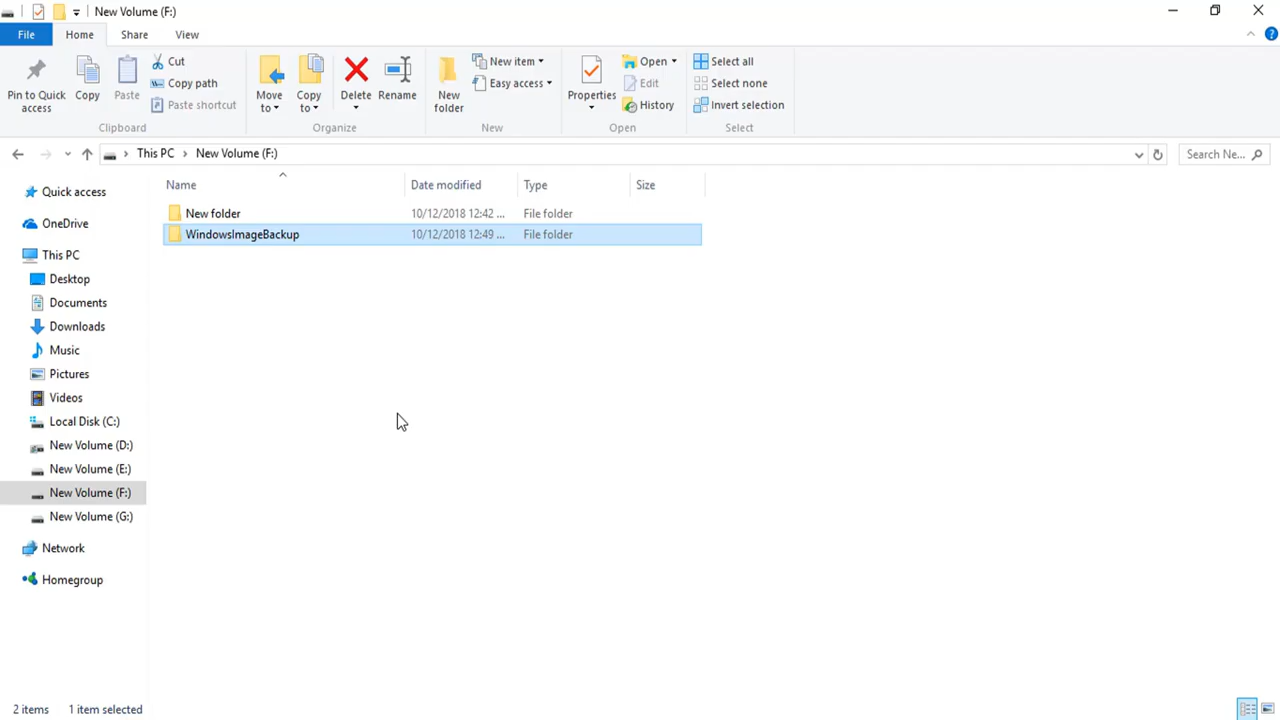 New Volume (F:)
File Home Share View
Pin to Quick access
Copy
Paste
Cut
Copy path
Paste shortcut
Clipboard
Move to
Copy to
Delete
Rename
Organize
New folder
New item
Easy access
New
Properties
Open
Edit
History
Open
Select all
Select none
Invert selection
Select
This PC New Volume (F:)
Search Ne...
Name Date modified Type Size
New folder 10/12/2018 12:42 ... File folder
WindowsImageBackup 10/12/2018 12:49 ... File folder
Quick access
OneDrive
This PC
Desktop
Documents
Downloads
Music
Pictures
Videos
Local Disk (C:)
New Volume (D:)
New Volume (E:)
New Volume (F:)
New Volume (G:)
Network
Homegroup
2 items 1 item selected